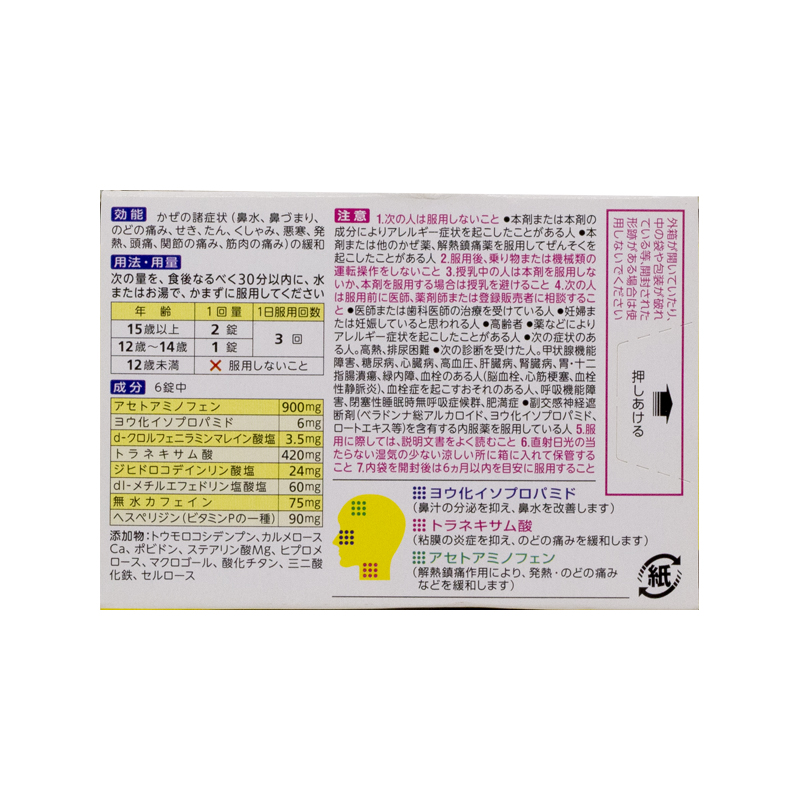 効能 かぜの諸症状(鼻水、鼻づまり、
のどの痛み、せき、たん、くしゃみ、悪寒、発
熱、頭痛、関節の痛み、筋肉の痛み)の緩和
用法・用量
次の量を、食後なるべく30分以内に、水
またはお湯で、かまずに服用してください
年齢 1回量 1日服用回数
15歳以上 2錠 3回
12歳〜14歳 1錠
12歳未満 × 服用しないこと
成分 6錠中
アセトアミノフェン 900mg
ヨウ化イソプロパミド 6mg
d-クロルフェニラミンマレイン酸塩 3.5mg
トラネキサム酸 420mg
ジヒドロコデインリン酸塩 24mg
dl-メチルエフェドリン塩酸塩 60mg
無水カフェイン 75mg
ヘスペリジン(ビタミンPの一種) 90mg
添加物:トウモロコシデンプン、カルメロース
Ca、ポビドン、ステアリン酸Mg、ヒプロメ
ロース、マクロゴール、酸化チタン、三二酸
化鉄、セルロース
注意 1.次の人は服用しないこと ●本剤または本剤の
成分によりアレルギー症状を起こしたことがある人 ●本
剤または他のかぜ薬、解熱鎮痛薬を服用してぜんそくを
起こしたことがある人 2.服用後、乗り物または機械類の
運転操作をしないこと 3.授乳中の人は本剤を服用しな
いか、本剤を服用する場合は授乳を避けること 4.次の人
は服用前に医師、薬剤師または登録販売者に相談するこ
と ●医師または歯科医師の治療を受けている人 ●妊婦ま
たは妊娠していると思われる人 ●高齢者 ●薬などにより
アレルギー症状を起こしたことがある人 ●次の症状のあ
る人。高熱、排尿困難 ●次の診断を受けた人。甲状腺機能
障害、糖尿病、心臓病、高血圧、肝臓病、腎臓病、胃・十二
指腸潰瘍、緑内障、血栓のある人(脳血栓、心筋梗塞、血栓
性静脈炎)、血栓症を起こすおそれのある人、呼吸機能障
害、閉塞性睡眠時無呼吸症候群、肥満症 ●副交感神経遮
断剤(ベラドンナ総アルカロイド、ヨウ化イソプロパミド、
ロートエキス等)を含有する内服薬を服用している人 5.服
用に際しては、説明文書をよく読むこと 6.直射日光の当
たらない湿気の少ない涼しい所に箱に入れて保管する
こと 7.内袋を開封後は6ヵ月以内を目安に服用すること
ヨウ化イソプロパミド
(鼻汁の分泌を抑え、鼻水を改善します)
トラネキサム酸
(粘膜の炎症を抑え、のどの痛みを緩和します)
アセトアミノフェン
(解熱鎮痛作用により、発熱・のどの痛み
などを緩和します)
外箱が開いていたり、
中の袋や包装が破れ
ている等、開封された
形跡がある場合は使
用しないでください
押しあける
紙